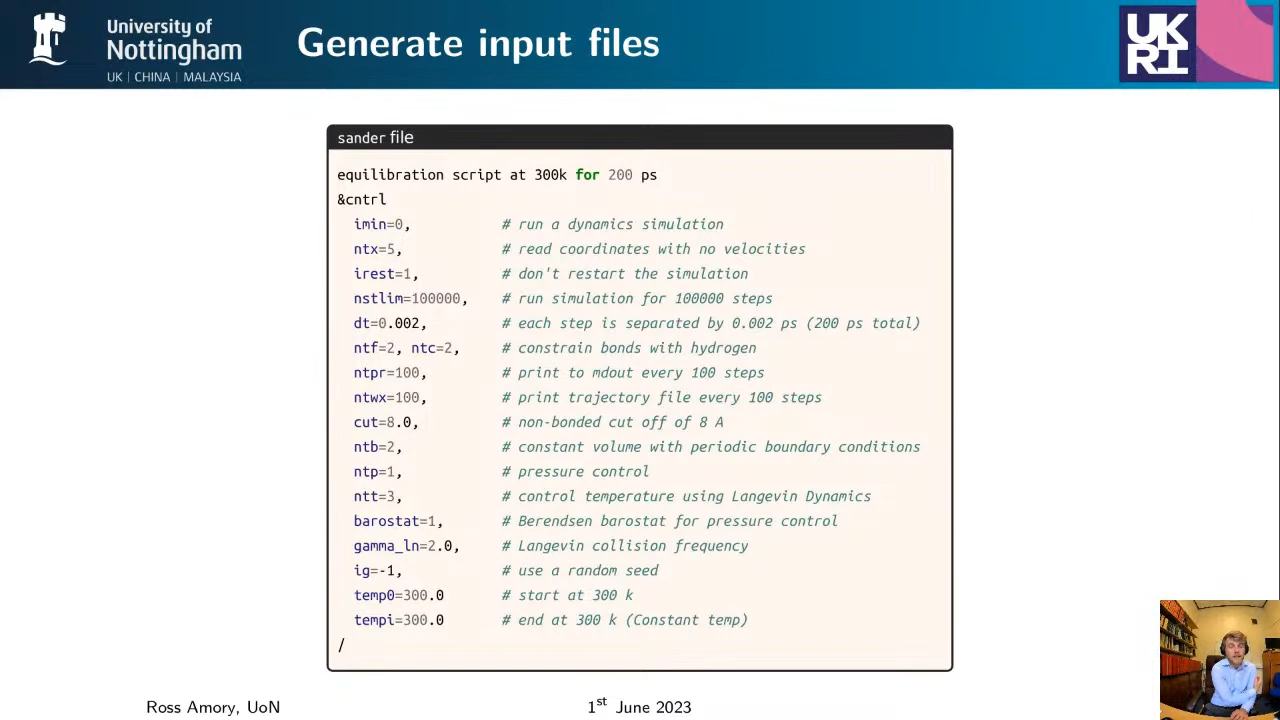 University of
Nottingham
UK | CHINA | MALAYSIA
Generate input files
UK
RI
sander file
equilibration script at 300k for 200 ps
&cntrl
imin=0, # run a dynamics simulation
ntx=5, # read coordinates with no velocities
irest=1, # don't restart the simulation
nstlim=100000, # run simulation for 100000 steps
dt=0.002, # each step is separated by 0.002 ps (200 ps total)
ntf=2, ntc=2, # constrain bonds with hydrogen
ntpr=100, # print to mdout every 100 steps
ntwx=100, # print trajectory file every 100 steps
cut=8.0, # non-bonded cut off of 8 A
ntb=2, # constant volume with periodic boundary conditions
ntp=1, # pressure control
ntt=3, # control temperature using Langevin Dynamics
barostat=1, # Berendsen barostat for pressure control
gamma_ln=2.0, # Langevin collision frequency
ig=-1, # use a random seed
temp0=300.0 # start at 300 k
tempi=300.0 # end at 300 k (Constant temp)
/
Ross Amory, UoN
1st June 2023